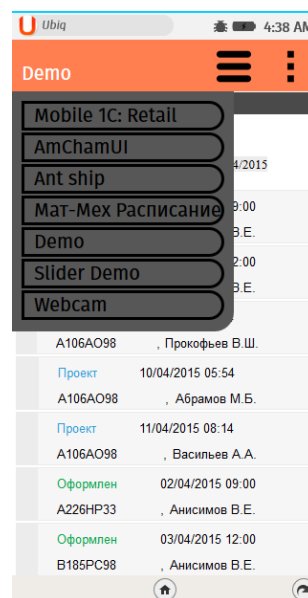 Ubiq 4:38 AM
Demo
Mobile 1C: Retail
AmChamUI
4/2015
Ant ship
Мат-Мех Расписание
9:00
В.Е.
Demo
2:00
Slider Demo
В.Е.
Webcam
А106АО98 , Прокофьев В.Ш.
Проект 10/04/2015 05:54
А106АО98 , Абрамов М.Б.
Проект 11/04/2015 08:14
А106АО98 , Васильев А.А.
Оформлен 02/04/2015 09:00
А226НР33 , Анисимов В.Е.
Оформлен 03/04/2015 12:00
В185РС98 , Анисимов В.Е.